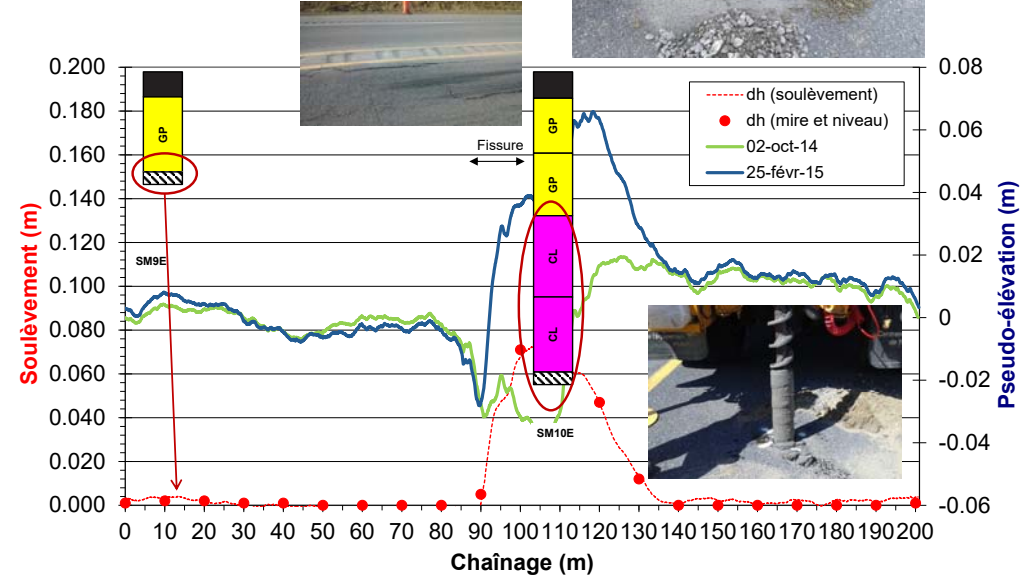 0.200
0.180
0.160
0.140
0.120
0.100
0.080
0.060
0.040
0.020
0.000
Soulèvement (m)
0.08
0.06
0.04
0.02
0
-0.02
-0.04
-0.06
Pseudo-élévation (m)
GP
SM9E
Fissure
GP
GP
CL
CL
SM10E
dh (soulèvement)
dh (mire et niveau)
02-oct-14
25-févr-15
0 10 20 30 40 50 60 70 80 90 100 110 120 130 140 150 160 170 180 190 200
Chaînage (m)